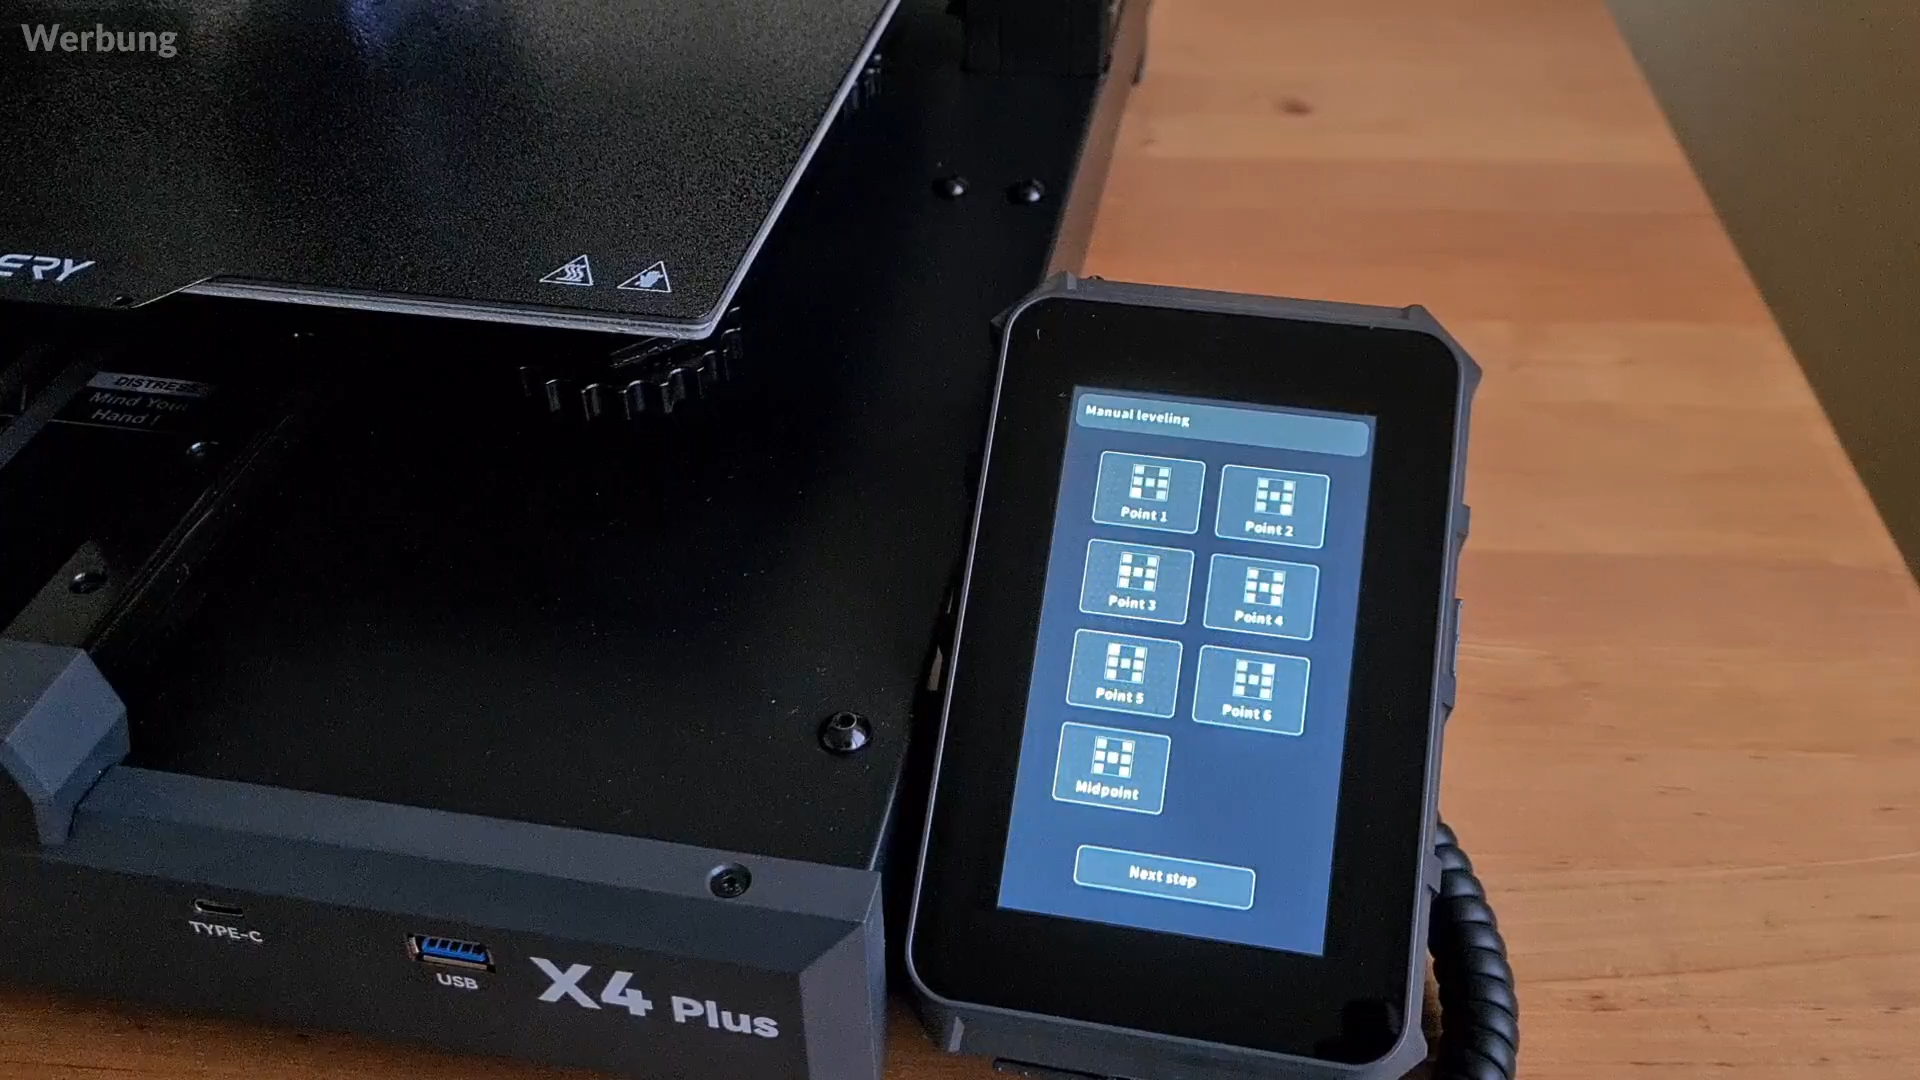 Werbung
ERY
DISTRESS
Mind Your
Hand !
Manual leveling
Point 1
Point 2
Point 3
Point 4
Point 5
Point 6
Midpoint
Next step
TYPE-C
USB
X4 Plus